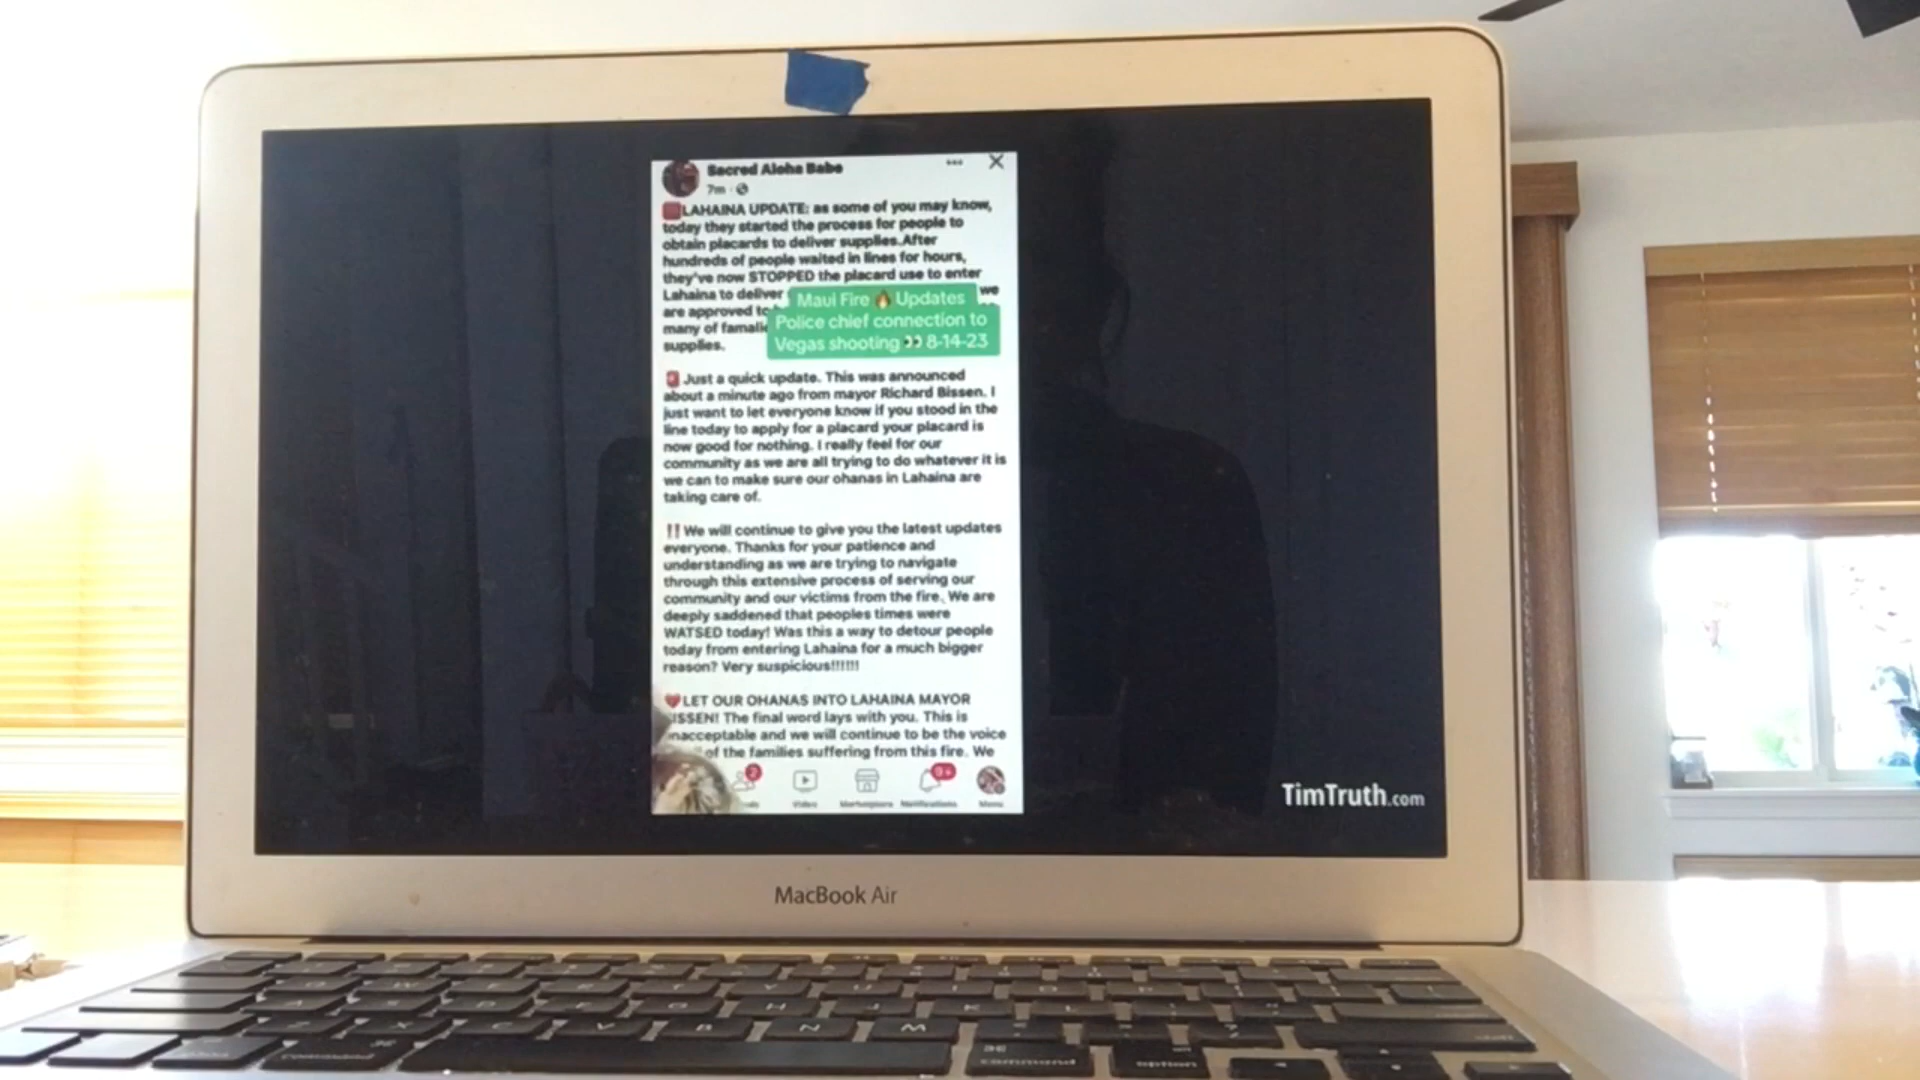 Sacred Aloha Babe
7m
LAHAINA UPDATE: as some of you may know,
today they started the process for people to
obtain placards to deliver supplies.After
hundreds of people waited in lines for hours,
they've now STOPPED the placard use to enter
Lahaina to deliver we
are approved to
many of famalie
supplies.
Maui Fire 🔥 Updates
Police chief connection to
Vegas shooting 👀 8-14-23
Just a quick update. This was announced
about a minute ago from mayor Richard Bissen. I
just want to let everyone know if you stood in the
line today to apply for a placard your placard is
now good for nothing. I really feel for our
community as we are all trying to do whatever it is
we can to make sure our ohanas in Lahaina are
taking care of.
‼️We will continue to give you the latest updates
everyone. Thanks for your patience and
understanding as we are trying to navigate
through this extensive process of serving our
community and our victims from the fire. We are
deeply saddened that peoples times were
WATSED today! Was this a way to detour people
today from entering Lahaina for a much bigger
reason? Very suspicious!!!!!!
❤️LET OUR OHANAS INTO LAHAINA MAYOR
ISSEN! The final word lays with you. This is
nacceptable and we will continue to be the voice
of the families suffering from this fire. We
2
9+
Video Marketplace Notifications Menu
TimTruth.com
MacBook Air
A S D H J K
Z X C V B N M
command
command option